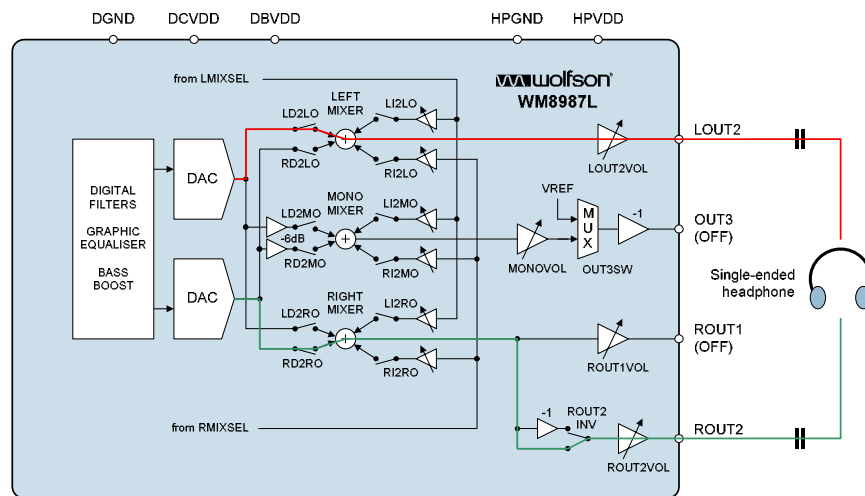 DGND DCVDD DBVDD HPGND HPVDD
from LMIXSEL
wolfson®
WM8987L
LEFT
MIXER
LD2LO
LI2LO
LOUT2
DAC
RD2LO
RI2LO
LOUT2VOL
DIGITAL
FILTERS
GRAPHIC
EQUALISER
BASS
BOOST
LD2MO
MONO
MIXER
LI2MO
VREF
MUX
-1
OUT3
(OFF)
-6dB
RD2MO
RI2MO
MONOVOL
OUT3SW
Single-ended
headphone
DAC
RIGHT
MIXER
LD2RO
LI2RO
ROUT1
(OFF)
RD2RO
RI2RO
ROUT1VOL
from RMIXSEL
-1
ROUT2
INV
ROUT2
ROUT2VOL